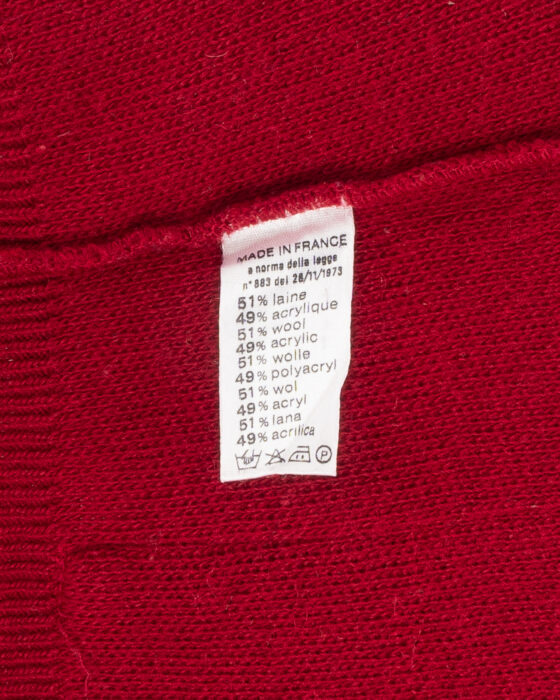 MADE IN FRANCE
a norma della legge
n° 883 del 26/11/1973
51% laine
49% acrylique
51% wool
49% acrylic
51% wolle
49% polyacryl
51% wol
49% acryl
51% lana
49% acrilica
P